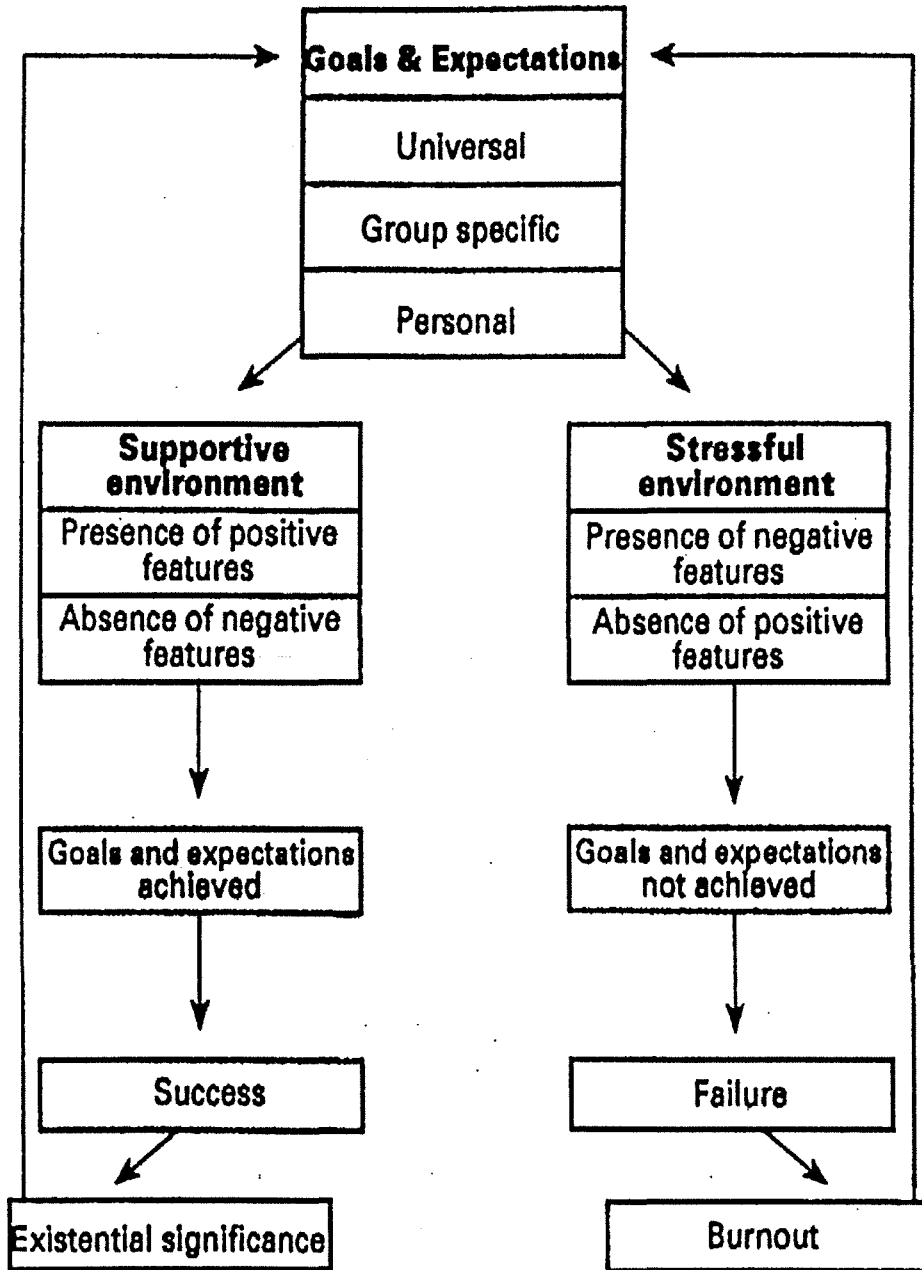 Goals & Expectations
Universal
Group specific
Personal
Supportive
environment
Presence of positive
features
Absence of negative
features
Goals and expectations
achieved
Success
Existential significance
Stressful
environment
Presence of negative
features
Absence of positive
features
Goals and expectations
not achieved
Failure
Burnout